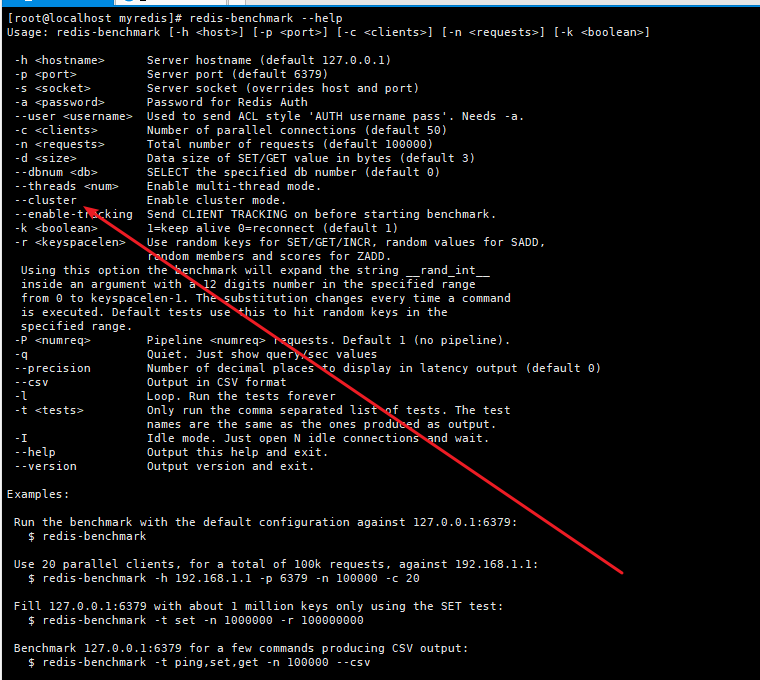 [root@localhost myredis]# redis-benchmark --help
Usage: redis-benchmark [-h <host>] [-p <port>] [-c <clients>] [-n <requests>] [-k <boolean>]
-h <hostname> Server hostname (default 127.0.0.1)
-p <port> Server port (default 6379)
-s <socket> Server socket (overrides host and port)
-a <password> Password for Redis Auth
--user <username> Used to send ACL style 'AUTH username pass'. Needs -a.
-c <clients> Number of parallel connections (default 50)
-n <requests> Total number of requests (default 100000)
-d <size> Data size of SET/GET value in bytes (default 3)
--dbnum <db> SELECT the specified db number (default 0)
--threads <num> Enable multi-thread mode.
--cluster Enable cluster mode.
--enable-tracking Send CLIENT TRACKING on before starting benchmark.
-k <boolean> 1=keep alive 0=reconnect (default 1)
-r <keyspacelen> Use random keys for SET/GET/INCR, random values for SADD,
random members and scores for ZADD.
Using this option the benchmark will expand the string __rand_int__
inside an argument with a 12 digits number in the specified range
from 0 to keyspacelen-1. The substitution changes every time a command
is executed. Default tests use this to hit random keys in the
specified range.
-P <numreq> Pipeline <numreq> requests. Default 1 (no pipeline).
-q Quiet. Just show query/sec values
--precision Number of decimal places to display in latency output (default 0)
--csv Output in CSV format
-l Loop. Run the tests forever
-t <tests> Only run the comma separated list of tests. The test
names are the same as the ones produced as output.
-I Idle mode. Just open N idle connections and wait.
--help Output this help and exit.
--version Output version and exit.
Examples:
Run the benchmark with the default configuration against 127.0.0.1:6379:
$ redis-benchmark
Use 20 parallel clients, for a total of 100k requests, against 192.168.1.1:
$ redis-benchmark -h 192.168.1.1 -p 6379 -n 100000 -c 20
Fill 127.0.0.1:6379 with about 1 million keys only using the SET test:
$ redis-benchmark -t set -n 1000000 -r 100000000
Benchmark 127.0.0.1:6379 for a few commands producing CSV output:
$ redis-benchmark -t ping,set,get -n 100000 --csv